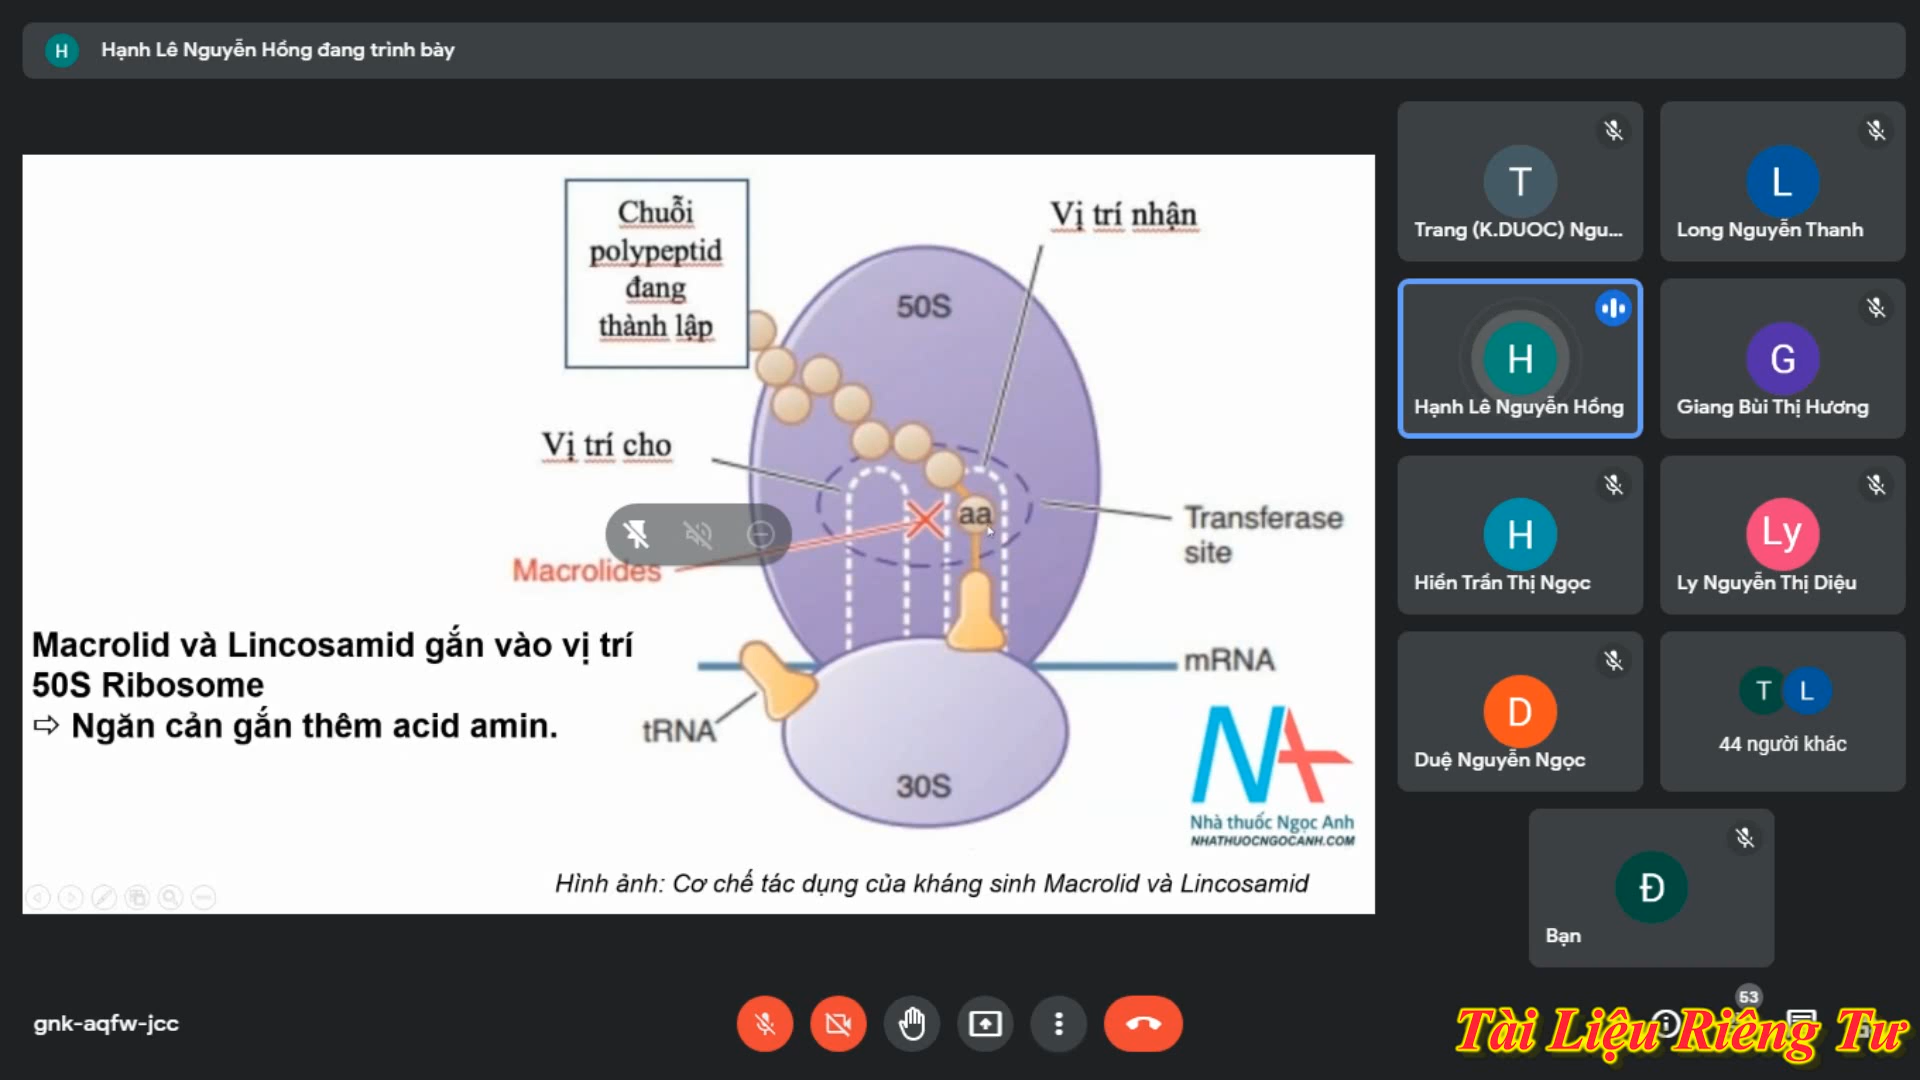 H
Hạnh Lê Nguyễn Hồng đang trình bày
Chuỗi
polypeptid
đang
thành lập
Vị trí nhận
50S
Vị trí cho
aa
Transferase
site
Macrolides
Macrolid và Lincosamid gắn vào vị trí
50S Ribosome
⇨ Ngăn cản gắn thêm acid amin.
mRNA
tRNA
30S
NA
Nhà thuốc Ngọc Anh
NHATHUOCNGOCANH.COM
Hình ảnh: Cơ chế tác dụng của kháng sinh Macrolid và Lincosamid
T
Trang (K.DUOC) Ngu...
L
Long Nguyễn Thanh
H
Hạnh Lê Nguyễn Hồng
G
Giang Bùi Thị Hương
H
Hiền Trần Thị Ngọc
Ly
Ly Nguyễn Thị Diệu
D
Duệ Nguyễn Ngọc
T L
44 người khác
Đ
Bạn
gnk-aqfw-jcc
53
Tài Liệu Riêng Tư